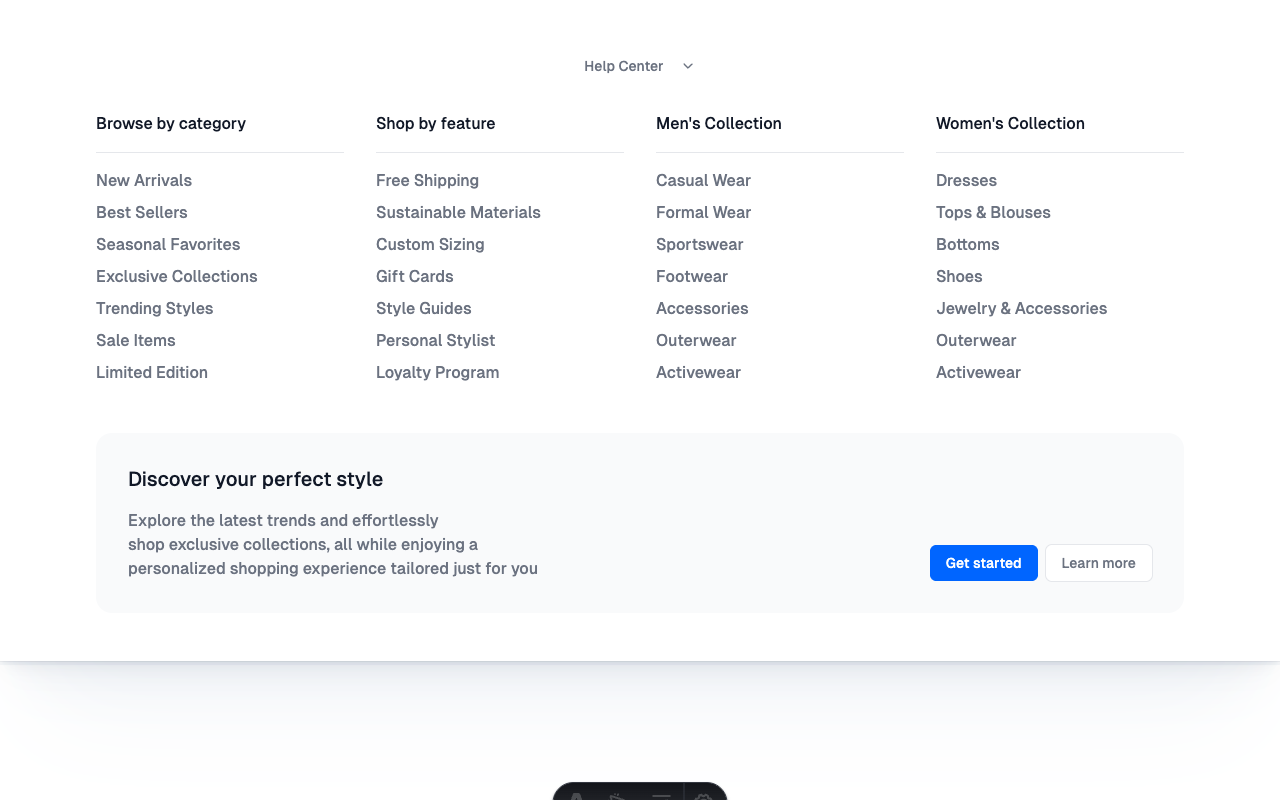 Help Center
Browse by category
New Arrivals
Best Sellers
Seasonal Favorites
Exclusive Collections
Trending Styles
Sale Items
Limited Edition
Shop by feature
Free Shipping
Sustainable Materials
Custom Sizing
Gift Cards
Style Guides
Personal Stylist
Loyalty Program
Men's Collection
Casual Wear
Formal Wear
Sportswear
Footwear
Accessories
Outerwear
Activewear
Women's Collection
Dresses
Tops & Blouses
Bottoms
Shoes
Jewelry & Accessories
Outerwear
Activewear
Discover your perfect style
Explore the latest trends and effortlessly
shop exclusive collections, all while enjoying a
personalized shopping experience tailored just for you
Get started
Learn more